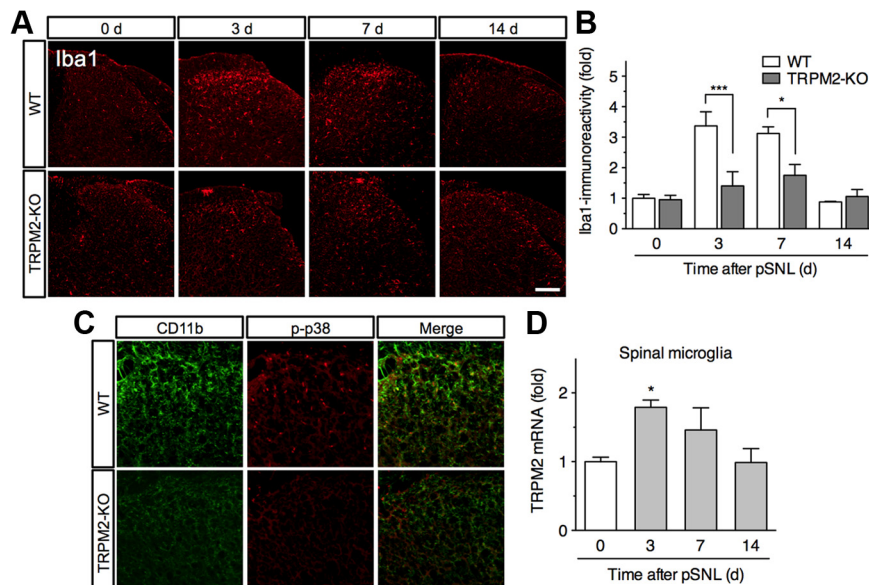 A
0 d
3 d
7 d
14 d
Iba1
WT
TRPM2-KO
B
WT
TRPM2-KO
Iba1-immunoreactivity (fold)
5
4
3
2
1
0
***
*
0
3
7
14
Time after pSNL (d)
C
CD11b
p-p38
Merge
WT
TRPM2-KO
D
Spinal microglia
TRPM2 mRNA (fold)
2
1
0
*
0
3
7
14
Time after pSNL (d)